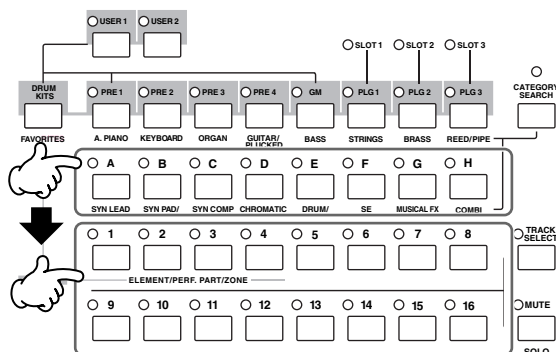 USER 1 USER 2
SLOT 1 SLOT 2 SLOT 3
DRUM KITS PRE 1 PRE 2 PRE 3 PRE 4 GM PLG 1 PLG 2 PLG 3 CATEGORY SEARCH
FAVORITES A. PIANO KEYBOARD ORGAN GUITAR/ PLUCKED BASS STRINGS BRASS REED/PIPE
A B C D E F G H
SYN LEAD SYN PAD/ SYN COMP CHROMATIC DRUM/ SE MUSICAL FX COMBI
1 2 3 4 5 6 7 8 TRACK SELECT
ELEMENT/PERF. PART/ZONE
9 10 11 12 13 14 15 16 MUTE
SOLO